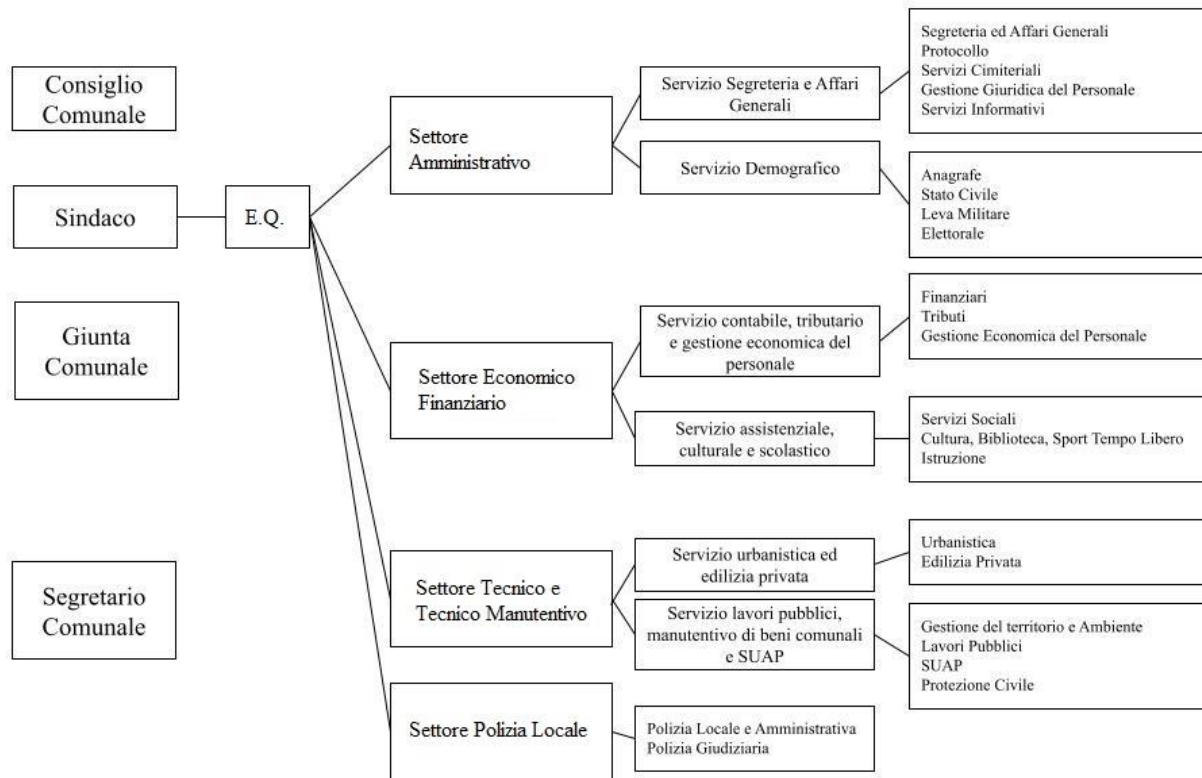 Consiglio
Comunale
Sindaco
Giunta
Comunale
Segretario
Comunale
E.Q.
Settore
Amministrativo
Servizio Segreteria e Affari
Generali
Segreteria ed Affari Generali
Protocollo
Servizi Cimiteriali
Gestione Giuridica del Personale
Servizi Informativi
Servizio Demografico
Anagrafe
Stato Civile
Leva Militare
Elettorale
Settore Economico
Finanziario
Servizio contabile, tributario
e gestione economica del
personale
Finanziari
Tributi
Gestione Economica del Personale
Servizio assistenziale,
culturale e scolastico
Servizi Sociali
Cultura, Biblioteca, Sport Tempo Libero
Istruzione
Settore Tecnico e
Tecnico Manutentivo
Servizio urbanistica ed
edilizia privata
Urbanistica
Edilizia Privata
Servizio lavori pubblici,
manutentivo di beni comunali
e SUAP
Gestione del territorio e Ambiente
Lavori Pubblici
SUAP
Protezione Civile
Settore Polizia Locale
Polizia Locale e Amministrativa
Polizia Giudiziaria